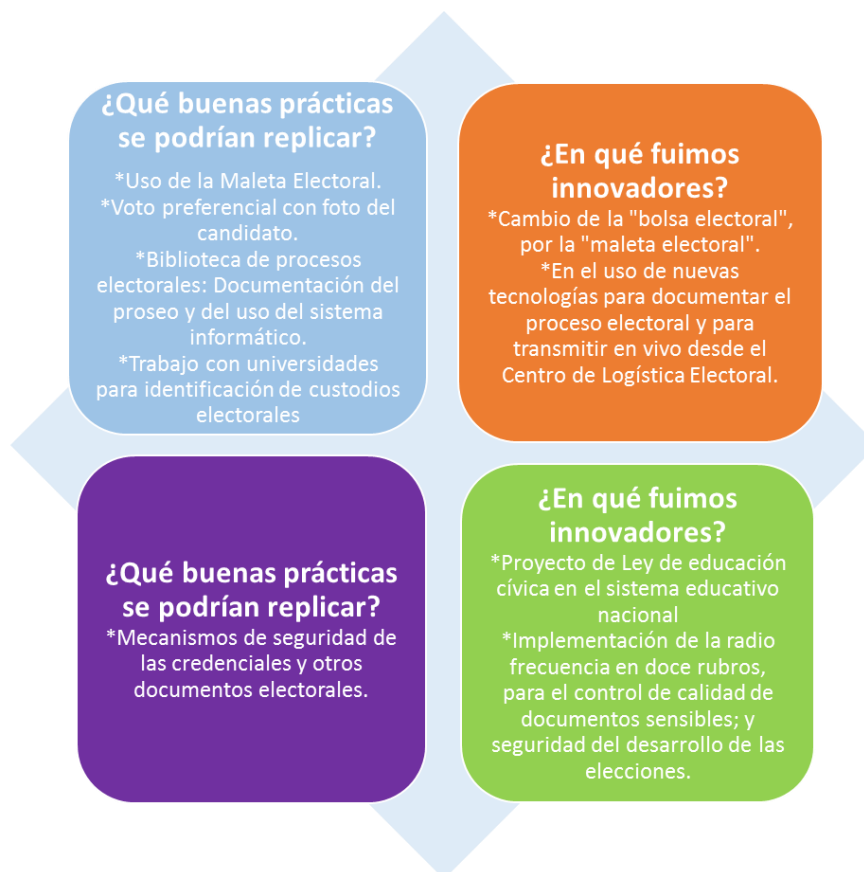 ¿Qué buenas prácticas
se podrían replicar?
*Uso de la Maleta Electoral.
*Voto preferencial con foto del
candidato.
*Biblioteca de procesos
electorales: Documentación del
proseo y del uso del sistema
informático.
*Trabajo con universidades
para identificación de custodios
electorales
¿En qué fuimos
innovadores?
*Cambio de la "bolsa electoral",
por la "maleta electoral".
*En el uso de nuevas
tecnologías para documentar el
proceso electoral y para
transmitir en vivo desde el
Centro de Logística Electoral.
¿Qué buenas prácticas
se podrían replicar?
*Mecanismos de seguridad de
las credenciales y otros
documentos electorales.
¿En qué fuimos
innovadores?
*Proyecto de Ley de educación
cívica en el sistema educativo
nacional
*Implementación de la radio
frecuencia en doce rubros,
para el control de calidad de
documentos sensibles; y
seguridad del desarrollo de las
elecciones.